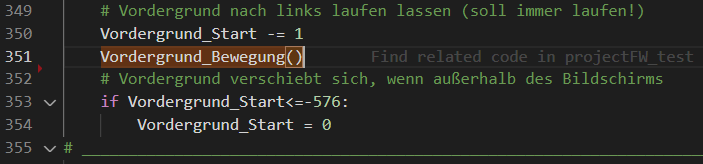 349 # Vordergrund nach links laufen lassen (soll immer laufen!)
350 Vordergrund_Start -= 1
351 Vordergrund_Bewegung() Find related code in projectFW_test
352 # Vordergrund verschiebt sich, wenn außerhalb des Bildschirms
353 if Vordergrund_Start<=-576:
354 Vordergrund_Start = 0
355 #